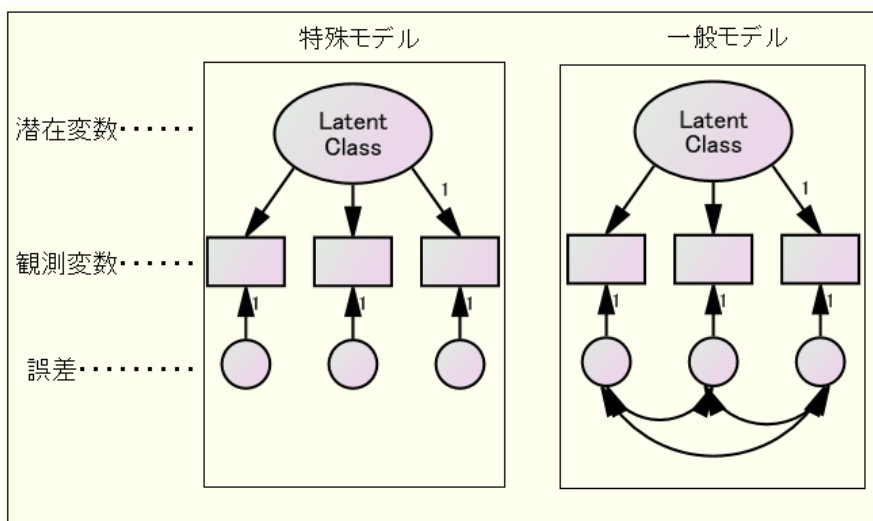 特殊モデル
一般モデル
潜在変数・・・・・・
Latent
Class
1
Latent
Class
1
観測変数・・・・・・
1
1
1
1
1
1
誤差・・・・・・・・・